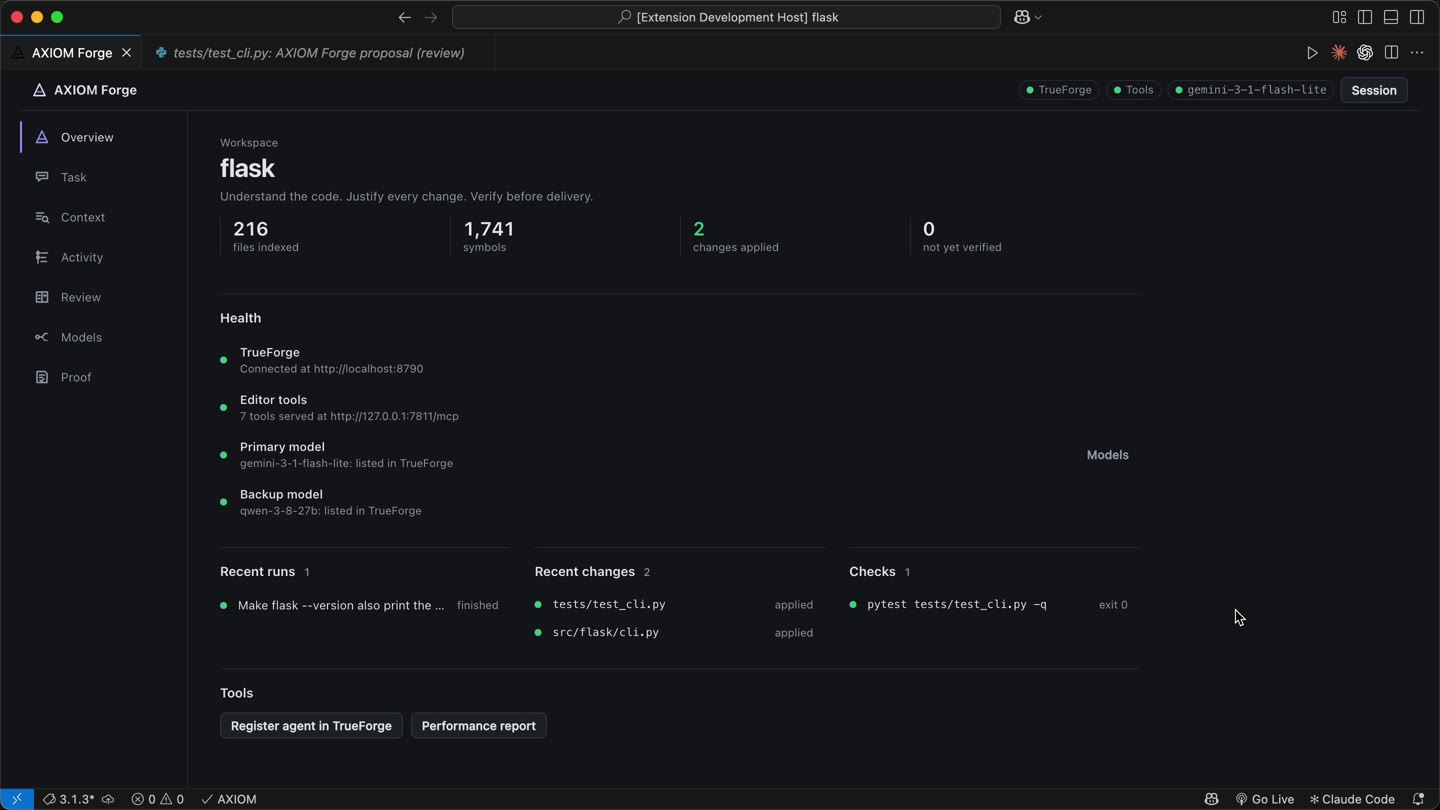 [Extension Development Host] flask
AXIOM Forge
tests/test_cli.py: AXIOM Forge proposal (review)
AXIOM Forge
TrueForge
Tools
gemini-3-1-flash-lite
Session
Overview
Task
Context
Activity
Review
Models
Proof
Workspace
flask
Understand the code. Justify every change. Verify before delivery.
216
files indexed
1,741
symbols
2
changes applied
0
not yet verified
Health
TrueForge
Connected at http://localhost:8790
Editor tools
7 tools served at http://127.0.0.1:7811/mcp
Primary model
gemini-3-1-flash-lite: listed in TrueForge
Models
Backup model
qwen-3-8-27b: listed in TrueForge
Recent runs 1
Make flask --version also print the ... finished
Recent changes 2
tests/test_cli.py applied
src/flask/cli.py applied
Checks 1
pytest tests/test_cli.py -q exit 0
Tools
Register agent in TrueForge
Performance report
3.1.3* 0 0 AXIOM
Go Live Claude Code